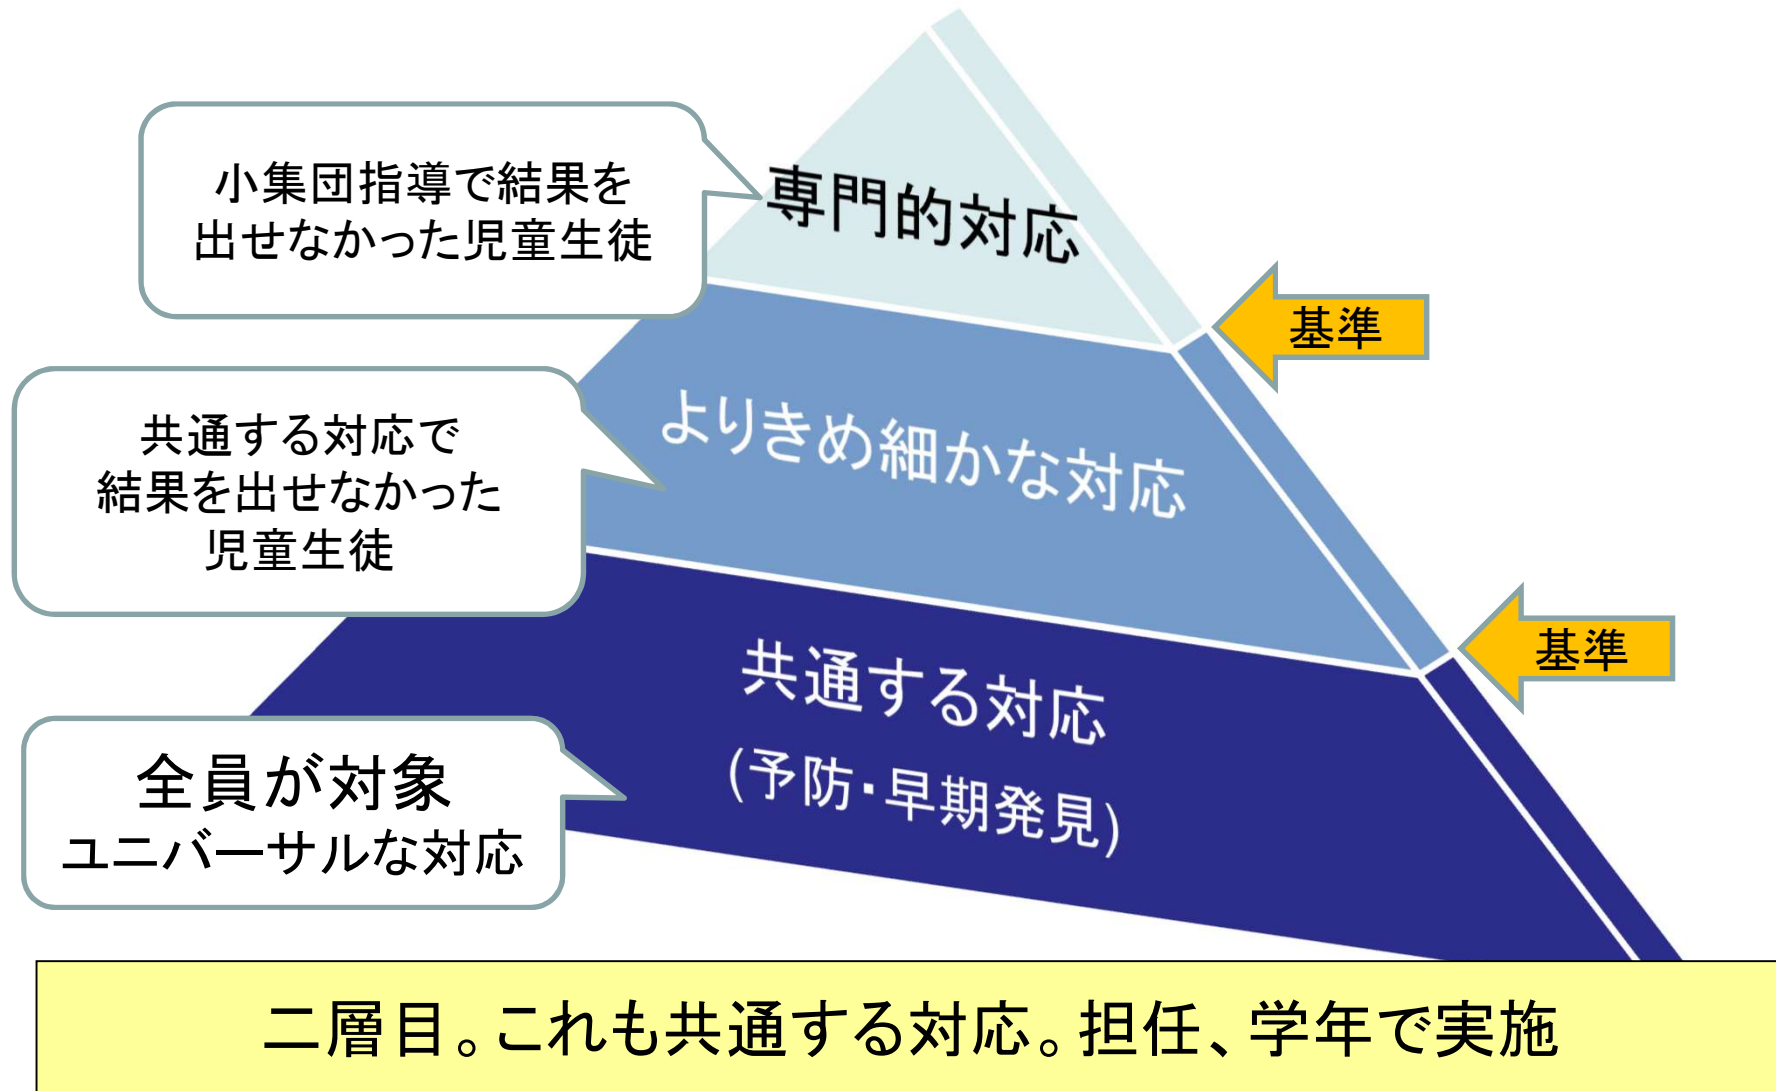 小集団指導で結果を
出せなかった児童生徒
専門的対応
基準
共通する対応で
結果を出せなかった
児童生徒
よりきめ細かな対応
基準
共通する対応
(予防・早期発見)
全員が対象
ユニバーサルな対応
二層目。これも共通する対応。担任、学年で実施